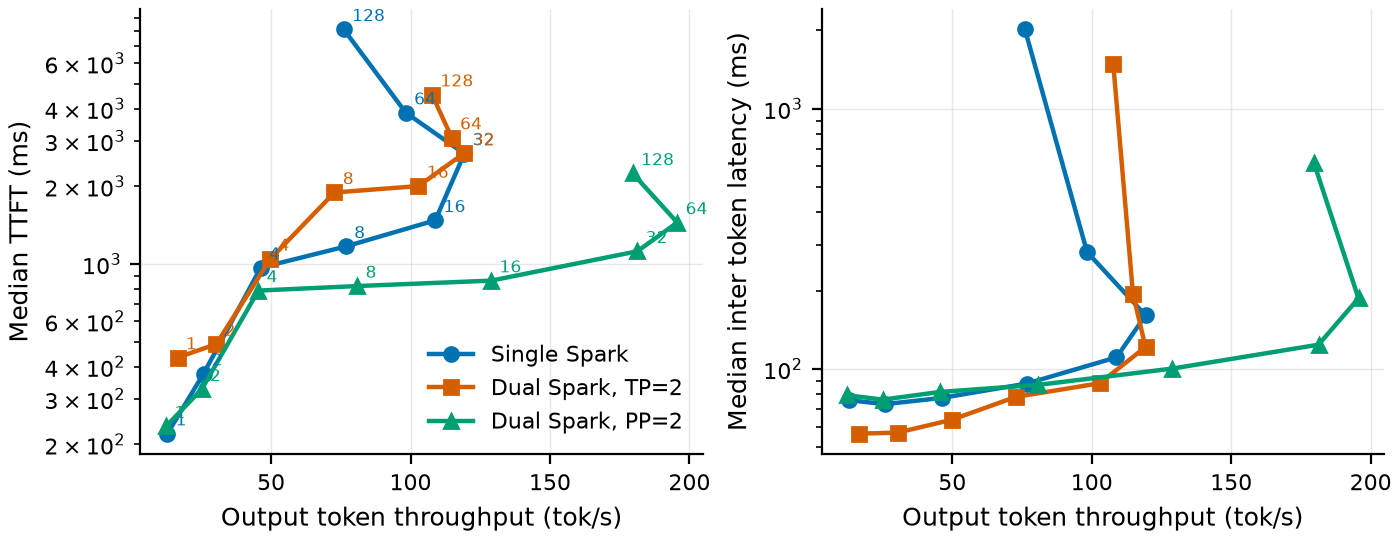 Median TTFT (ms)
6 × 10³
4 × 10³
3 × 10³
2 × 10³
10³
6 × 10²
4 × 10²
3 × 10²
2 × 10²
50
100
150
200
Output token throughput (tok/s)
128
64
32
16
8
4
1
128
64
32
16
8
4
2
1
128
64
32
16
8
4
2
1
Single Spark
Dual Spark, TP=2
Dual Spark, PP=2
Median inter token latency (ms)
10³
10²
50
100
150
200
Output token throughput (tok/s)